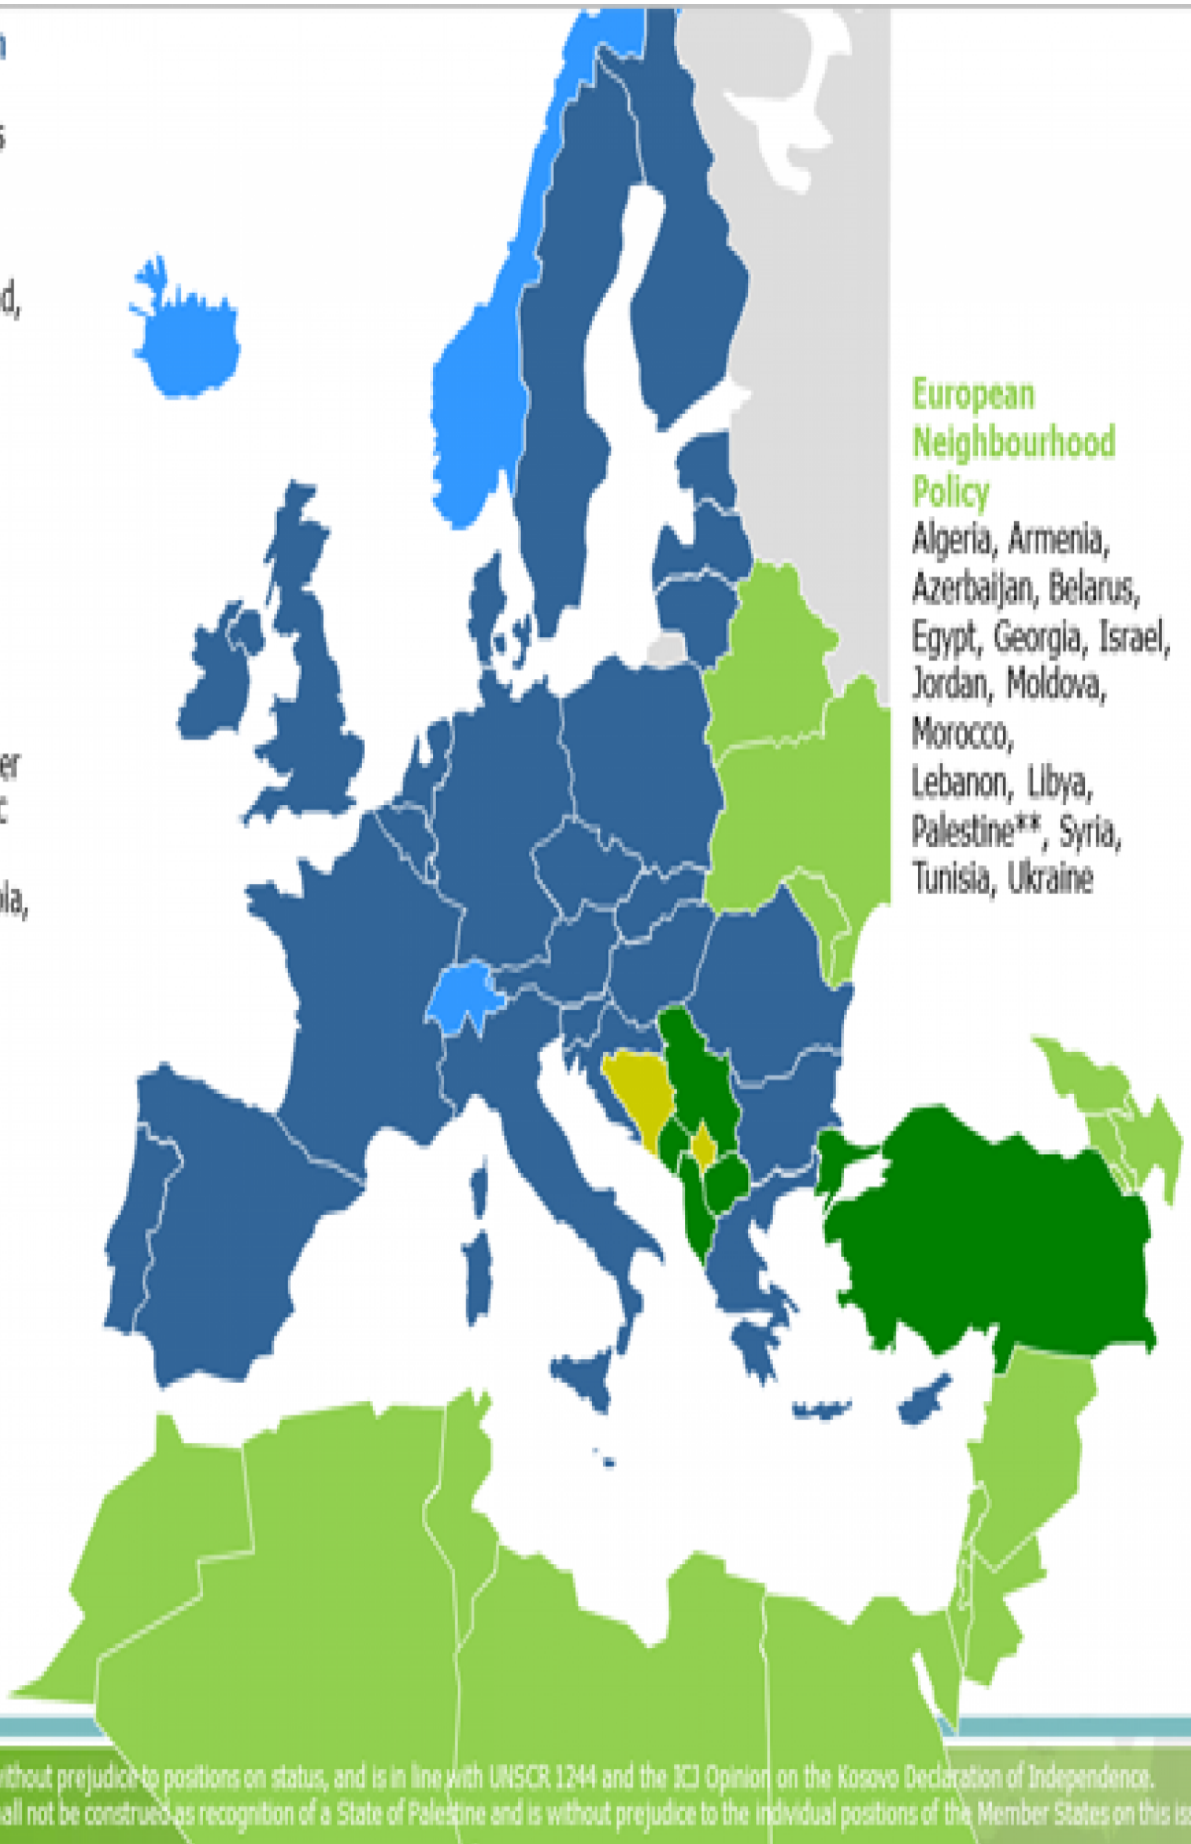 d,
er
European
Neighbourhood
Policy
Algeria, Armenia,
Azerbaijan, Belarus,
Egypt, Georgia, Israel,
Jordan, Moldova,
Morocco,
Lebanon, Libya,
Palestine**, Syria,
Tunisia, Ukraine
without prejudice to positions on status, and is in line with UNSCR 1244 and the ICJ Opinion on the Kosovo Declaration of Independence.
all not be construed as recognition of a State of Palestine and is without prejudice to the individual positions of the Member States on this